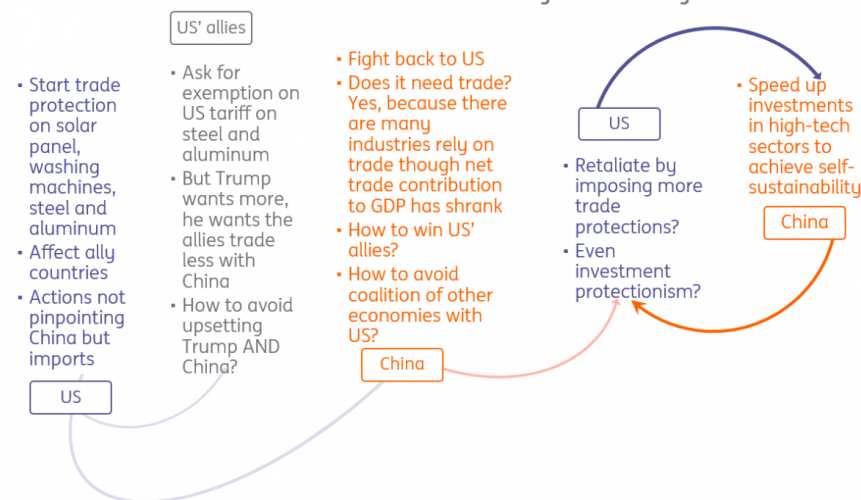 US' allies
▪ Start trade
protection
on solar
panel,
washing
machines,
steel and
aluminum
▪ Affect ally
countries
▪ Actions not
pinpointing
China but
imports
US
▪ Ask for
exemption on
US tariff on
steel and
aluminum
▪ But Trump
wants more,
he wants the
allies trade
less with
China
▪ How to avoid
upsetting
Trump AND
China?
▪ Fight back to US
▪ Does it need trade?
Yes, because there
are many
industries rely on
trade though net
trade contribution
to GDP has shrank
▪ How to win US'
allies?
▪ How to avoid
coalition of other
economies with
US?
China
US
▪ Retaliate by
imposing more
trade
protections?
▪ Even
investment
protectionism?
▪ Speed up
investments
in high-tech
sectors to
achieve self-
sustainability
China